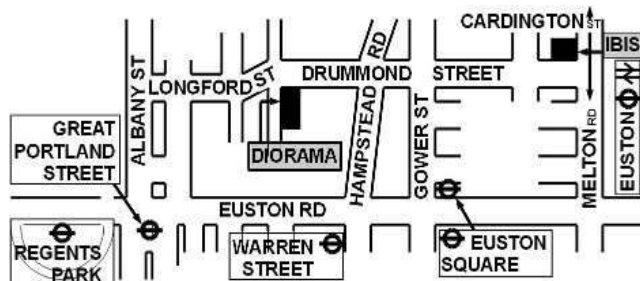 CARDINGTON ST
IBIS
ALBANY ST
LONGFORD ST
DRUMMOND STREET
HAMPSTEAD RD
GOWER ST
MELTON RD
EUSTON
GREAT
PORTLAND
STREET
DIORAMA
EUSTON RD
REGENTS
PARK
WARREN
STREET
EUSTON
SQUARE